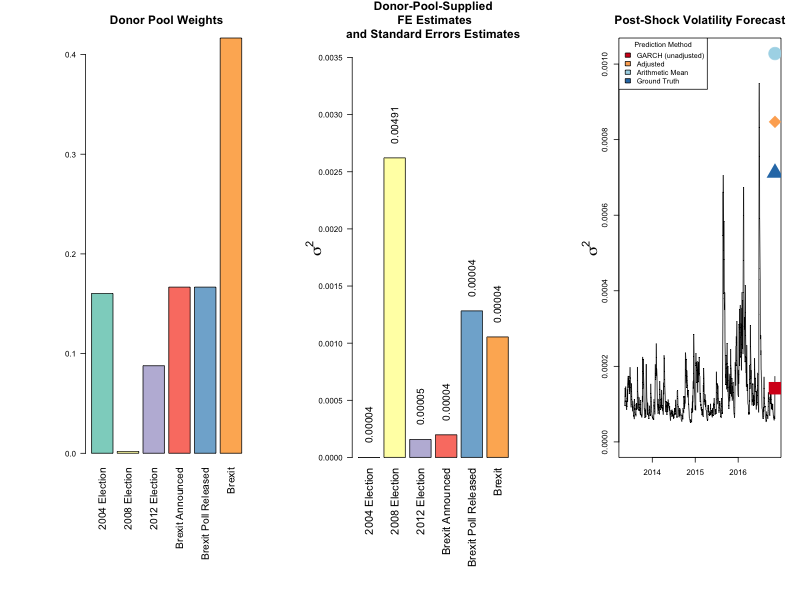 Donor Pool Weights
0.4
0.3
0.2
0.1
0.0
2004 Election
2008 Election
2012 Election
Brexit Announced
Brexit Poll Released
Brexit
Donor-Pool-Supplied
FE Estimates
and Standard Errors Estimates
σ2
0.0035
0.0030
0.0025
0.0020
0.0015
0.0010
0.0005
0.0000
0.00004
0.00491
0.00005
0.00004
0.00004
0.00004
2004 Election
2008 Election
2012 Election
Brexit Announced
Brexit Poll Released
Brexit
Post-Shock Volatility Forecast
σ2
0.0010
0.0008
0.0006
0.0004
0.0002
0.0000
Prediction Method
GARCH (unadjusted)
Adjusted
Arithmetic Mean
Ground Truth
2014
2015
2016